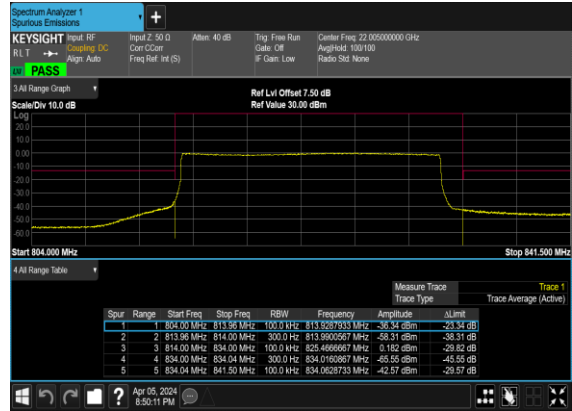 Spectrum Analyzer 1
Spurious Emissions
KEYSIGHT Input: RF Input Z: 50 Ω Atten: 40 dB Trig: Free Run Center Freq: 22.005000000 GHz
RLT Coupling: DC Corr CCorr Gate: Off Avg|Hold: 100/100
Align: Auto Freq Ref: Int (S) IF Gain: Low Radio Std: None
PASS
3 All Range Graph
Ref Lvl Offset 7.50 dB
Scale/Div 10.0 dB Ref Value 30.00 dBm
Log
20.0
10.0
0.00
-10.0
-20.0
-30.0
-40.0
-50.0
-60.0
Start 804.000 MHz Stop 841.500 MHz
4 All Range Table
Measure Trace Trace 1
Trace Type Trace Average (Active)
Spur Range Start Freq Stop Freq RBW Frequency Amplitude ΔLimit
1 1 804.00 MHz 813.96 MHz 100.0 kHz 813.9287933 MHz -36.34 dBm -23.34 dB
2 2 813.96 MHz 814.00 MHz 300.0 Hz 813.9900567 MHz -58.31 dBm -38.31 dB
3 3 814.00 MHz 834.00 MHz 100.0 kHz 825.4666667 MHz 0.182 dBm -29.82 dB
4 4 834.00 MHz 834.04 MHz 300.0 Hz 834.0160867 MHz -65.55 dBm -45.55 dB
5 5 834.04 MHz 841.50 MHz 100.0 kHz 834.0628733 MHz -42.57 dBm -29.57 dB
Apr 05, 2024
8:50:11 PM